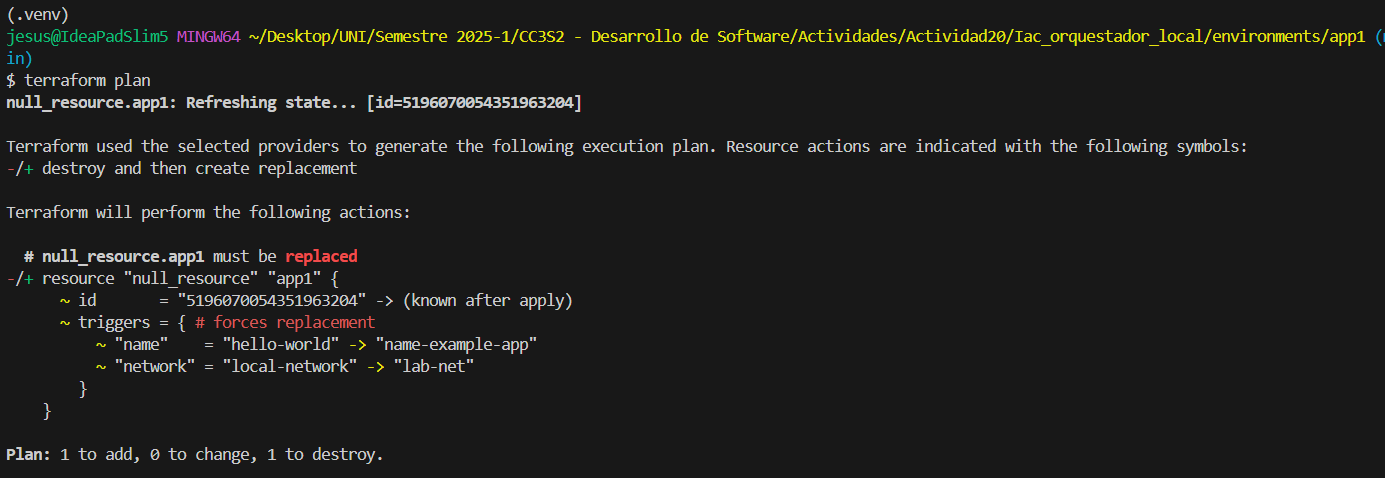 (.venv)
jesus@IdeaPadSlim5 MINGW64 ~/Desktop/UNI/Semestre 2025-1/CC3S2 - Desarrollo de Software/Actividades/Actividad20/Iac_orquestador_local/environments/app1 (
in)
$ terraform plan
null_resource.app1: Refreshing state... [id=5196070054351963204]
Terraform used the selected providers to generate the following execution plan. Resource actions are indicated with the following symbols:
-/+ destroy and then create replacement
Terraform will perform the following actions:
# null_resource.app1 must be replaced
-/+ resource "null_resource" "app1" {
~ id       = "5196070054351963204" -> (known after apply)
~ triggers = { # forces replacement
~ "name"    = "hello-world" -> "name-example-app"
~ "network" = "local-network" -> "lab-net"
}
}
Plan: 1 to add, 0 to change, 1 to destroy.